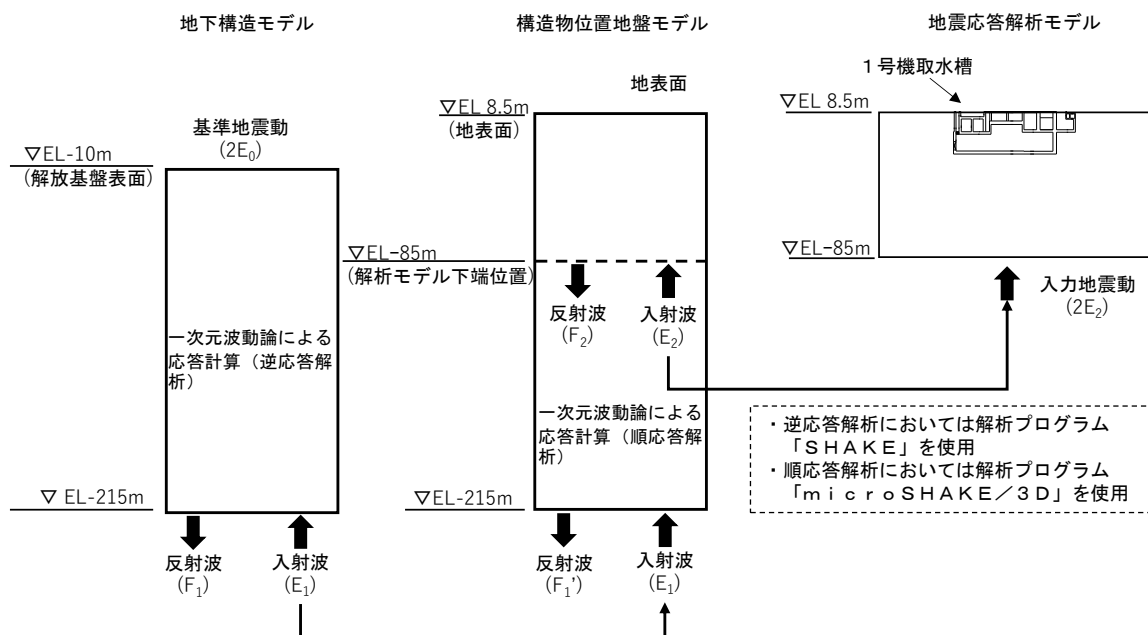 地下構造モデル
基準地震動
(2E₀)
▽EL-10m
(解放基盤表面)
一次元波動論による
応答計算（逆応答解
析）
▽ EL-215m
反射波
(F₁)
入射波
(E₁)
構造物位置地盤モデル
地表面
▽EL 8.5m
(地表面)
▽EL-85m
(解析モデル下端位置)
反射波
(F₂)
入射波
(E₂)
一次元波動論による
応答計算（順応答解
析）
▽EL-215m
反射波
(F₁')
入射波
(E₁)
地震応答解析モデル
１号機取水槽
▽EL 8.5m
▽EL-85m
入力地震動
(2E₂)
・逆応答解析においては解析プログラム
「ＳＨＡＫＥ」を使用
・順応答解析においては解析プログラム
「ｍｉｃｒｏＳＨＡＫＥ／３Ｄ」を使用